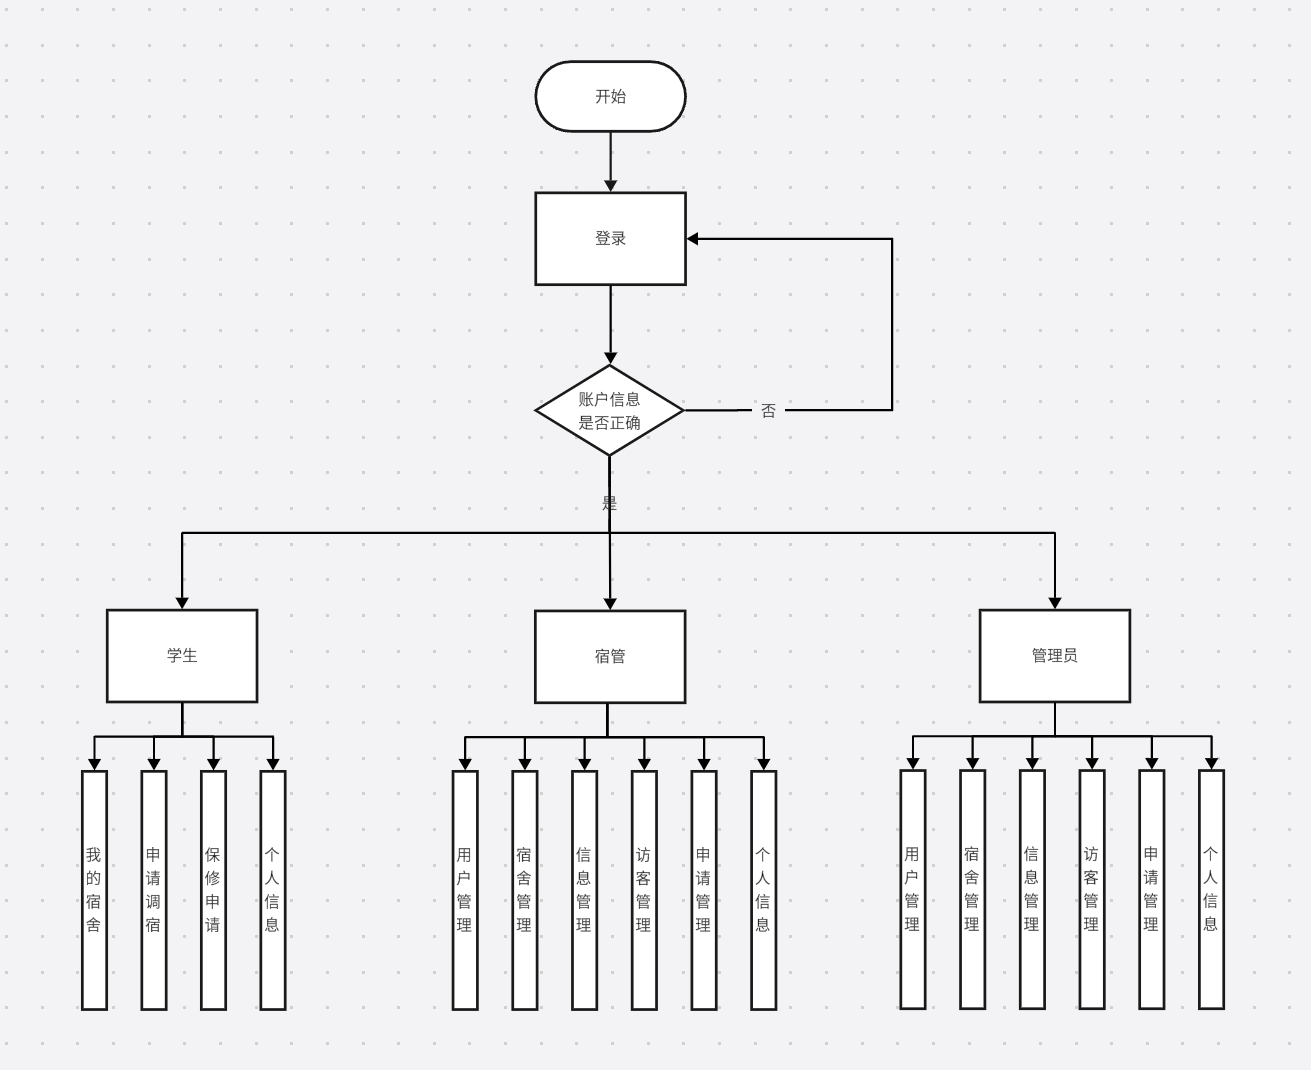 开始
登录
账户信息
是否正确
否
是
学生
宿管
管理员
我的宿舍
申请调宿
保修申请
个人信息
用户管理
宿舍管理
信息管理
访客管理
申请管理
个人信息
用户管理
宿舍管理
信息管理
访客管理
申请管理
个人信息